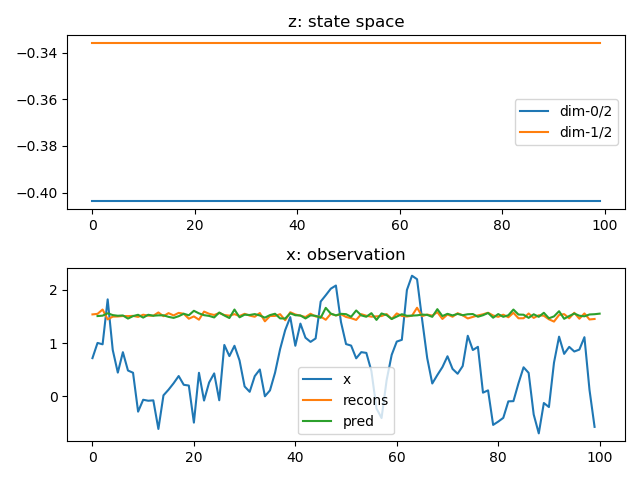 z: state space
−0.34
−0.36
−0.38
−0.40
dim-0/2
dim-1/2
0 20 40 60 80 100
x: observation
2
1
0
x
recons
pred
0 20 40 60 80 100